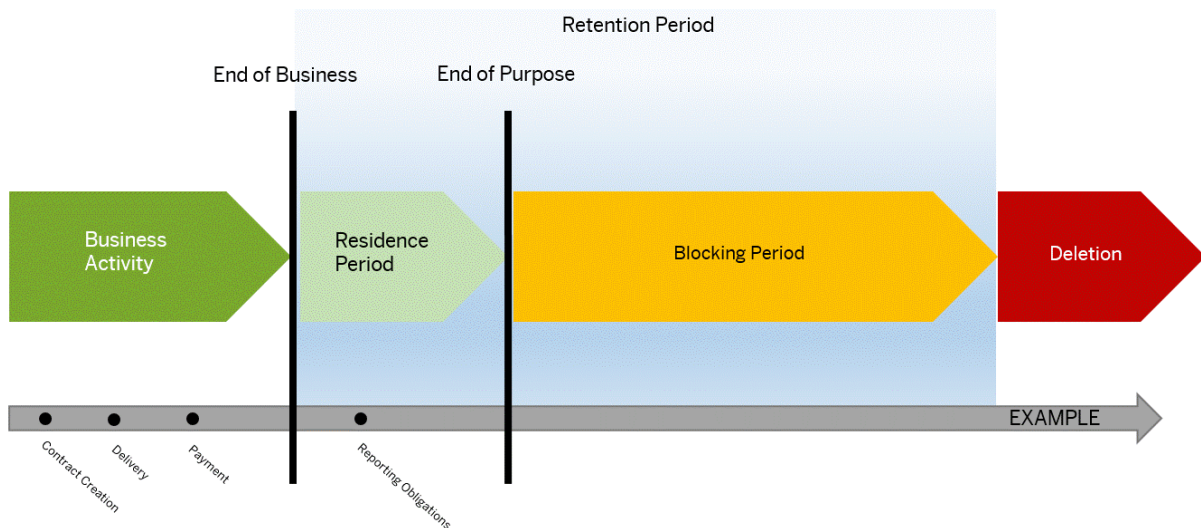 Retention Period
End of Business
End of Purpose
Business
Activity
Residence
Period
Blocking Period
Deletion
EXAMPLE
Contract Creation
Delivery
Payment
Reporting Obligations